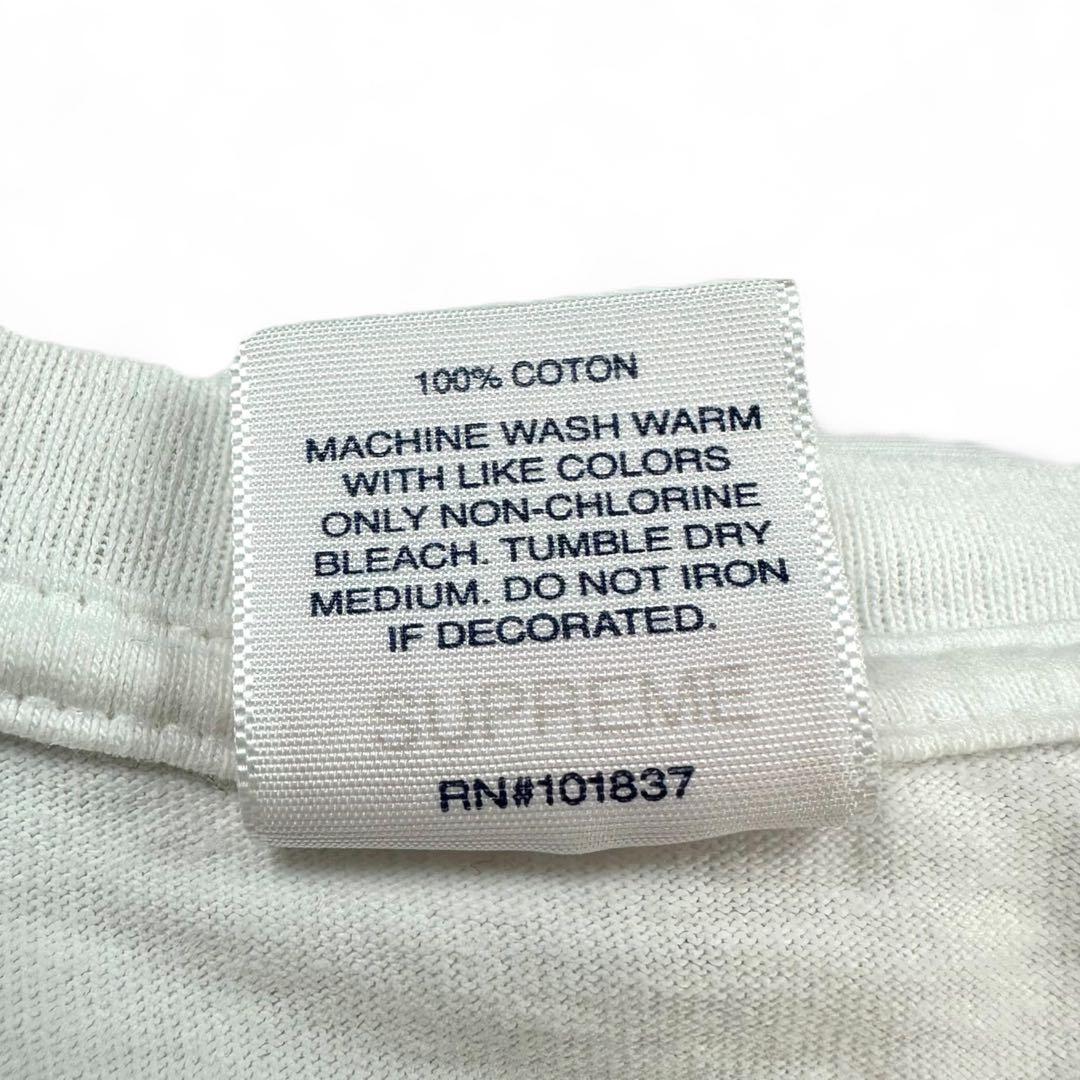 100% COTON
MACHINE WASH WARM
WITH LIKE COLORS
ONLY NON-CHLORINE
BLEACH. TUMBLE DRY
MEDIUM. DO NOT IRON
IF DECORATED.
SUPREME
RN#101837